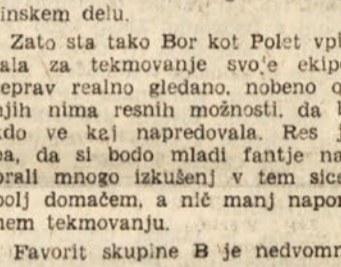 inskem delu.
Zato sta tako Bor kot Polet vpi
ala za tekmovanje svoje ekipe
eprav realno gledano, nobeno o
njih nima resnih možnosti, da b
kdo ve kaj napredovala. Res j
pa, da si bodo mladi fantje na
brali mnogo izkušenj v tem sice
bolj domačem, a nič manj napor
nem tekmovanju.
Favorit skupine B je nedvomn